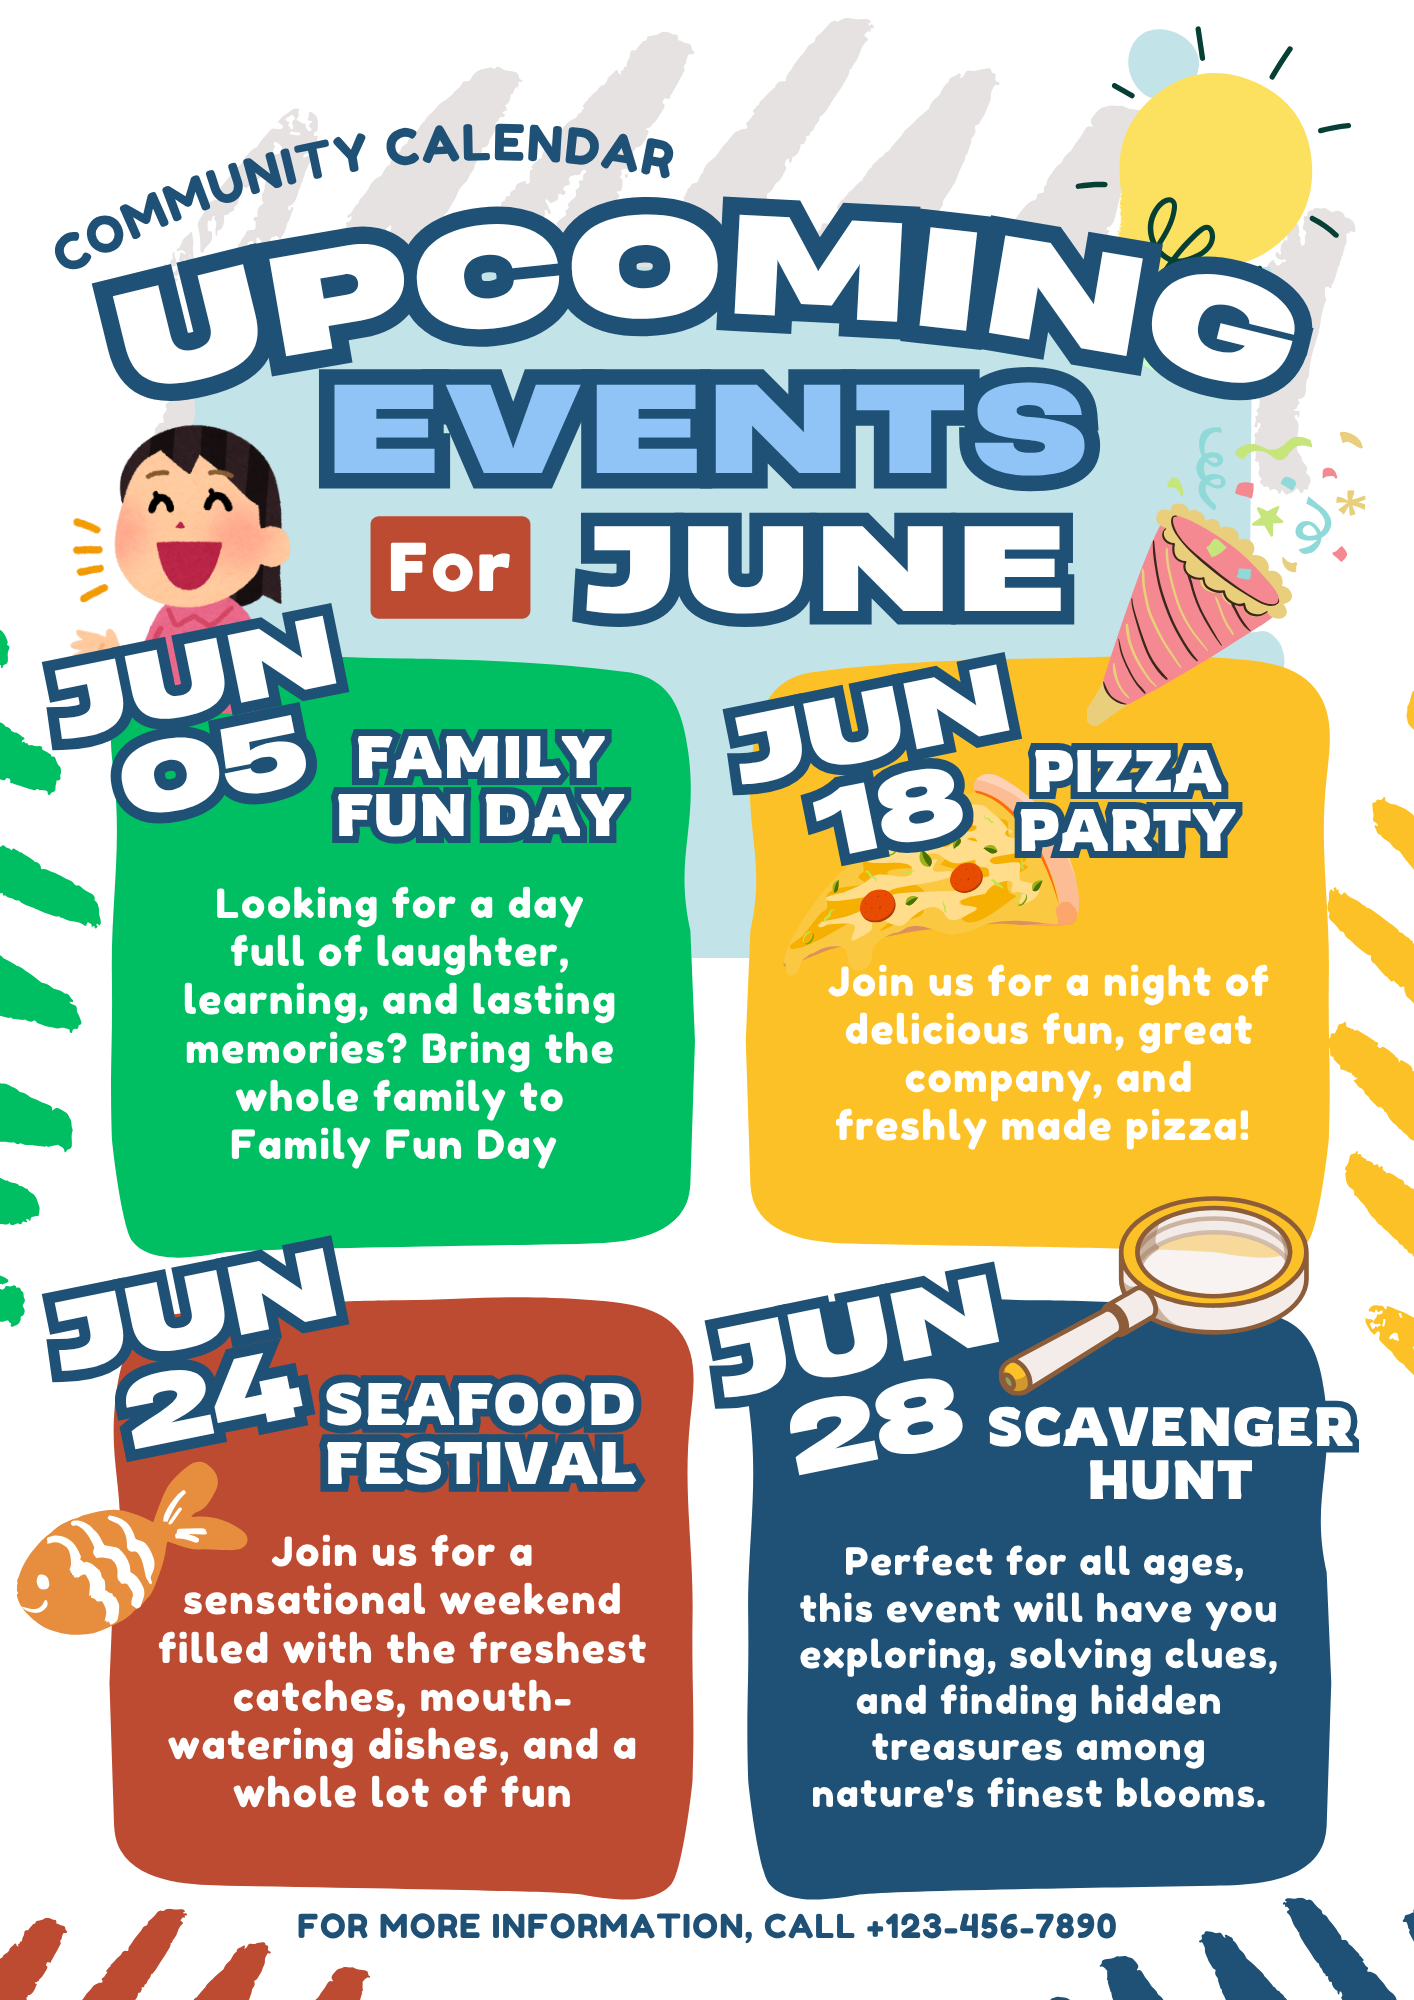 COMMUNITY CALENDAR
UPCOMING
EVENTS
For JUNE
JUN
05
FAMILY
FUN DAY
Looking for a day
full of laughter,
learning, and lasting
memories? Bring the
whole family to
Family Fun Day
JUN
18
PIZZA
PARTY
Join us for a night of
delicious fun, great
company, and
freshly made pizza!
JUN
24
SEAFOOD
FESTIVAL
Join us for a
sensational weekend
filled with the freshest
catches, mouth-
watering dishes, and a
whole lot of fun
JUN
28
SCAVENGER
HUNT
Perfect for all ages,
this event will have you
exploring, solving clues,
and finding hidden
treasures among
nature's finest blooms.
FOR MORE INFORMATION, CALL +123-456-7890